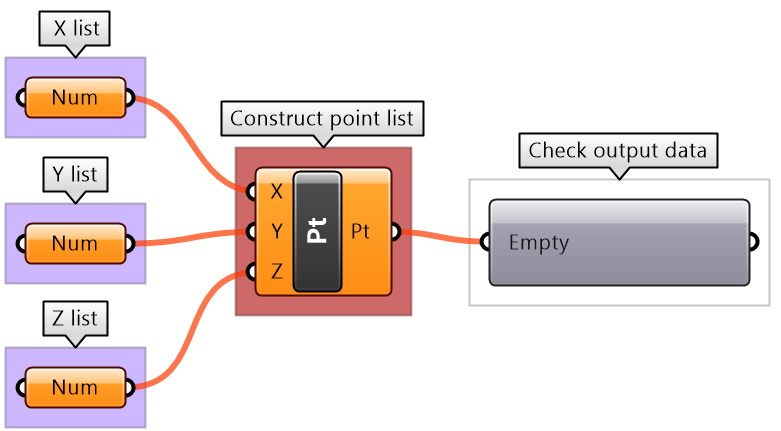 X list
Num
Y list
Num
Z list
Num
Construct point list
X
Y
Z
Pt
Pt
Check output data
Empty